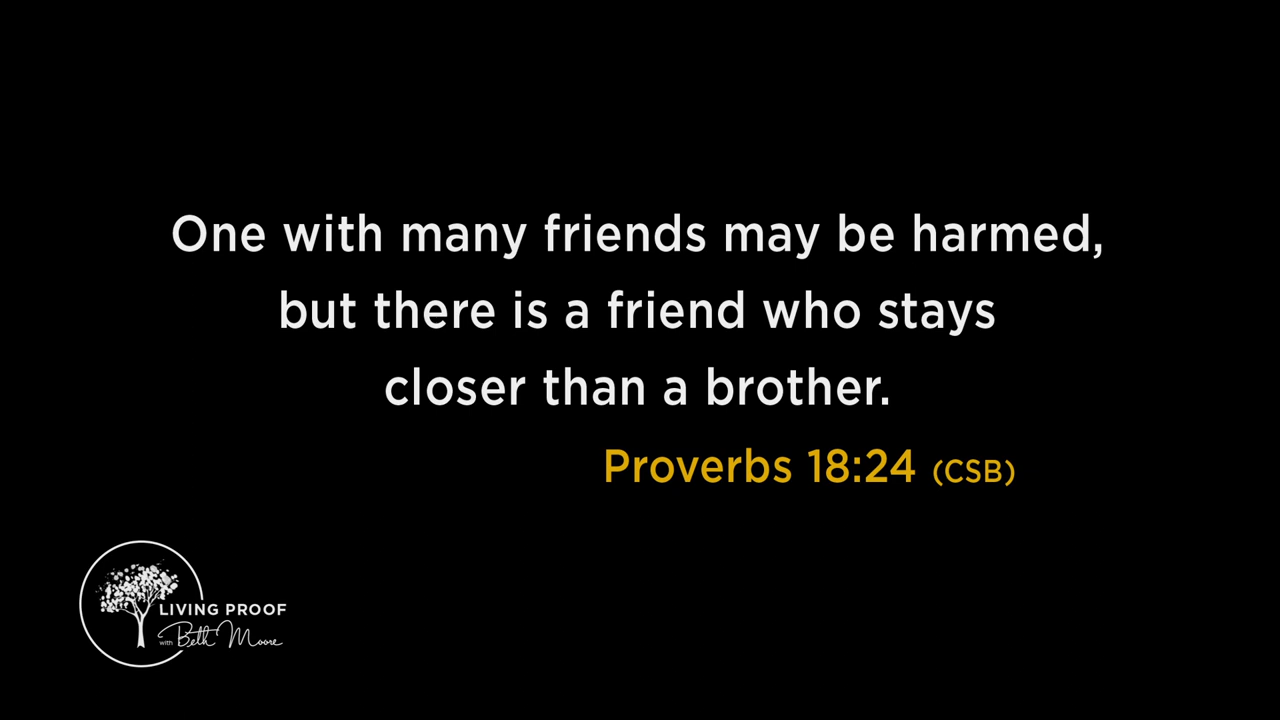 One with many friends may be harmed,
but there is a friend who stays
closer than a brother.
Proverbs 18:24 (CSB)
LIVING PROOF
with Beth Moore